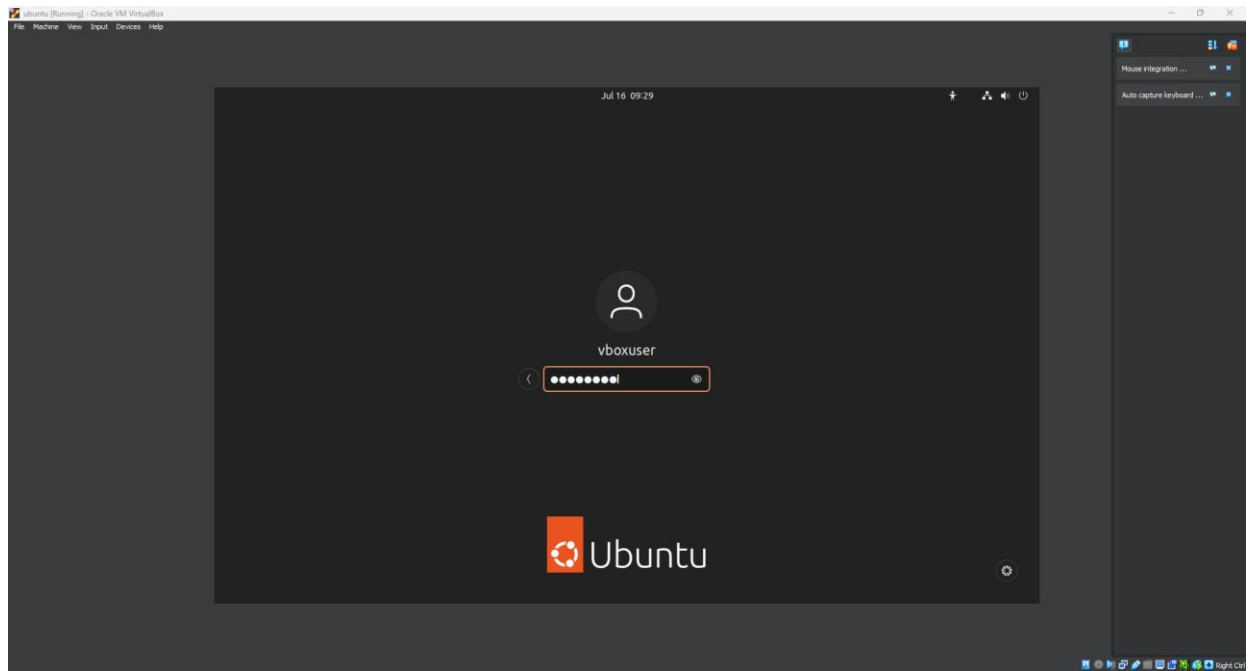 ubuntu [Running] - Oracle VM VirtualBox
File Machine View Input Devices Help
Mouse integration ...
Auto capture keyboard ...
Jul 16 09:29
vboxuser
Ubuntu
Right Ctrl